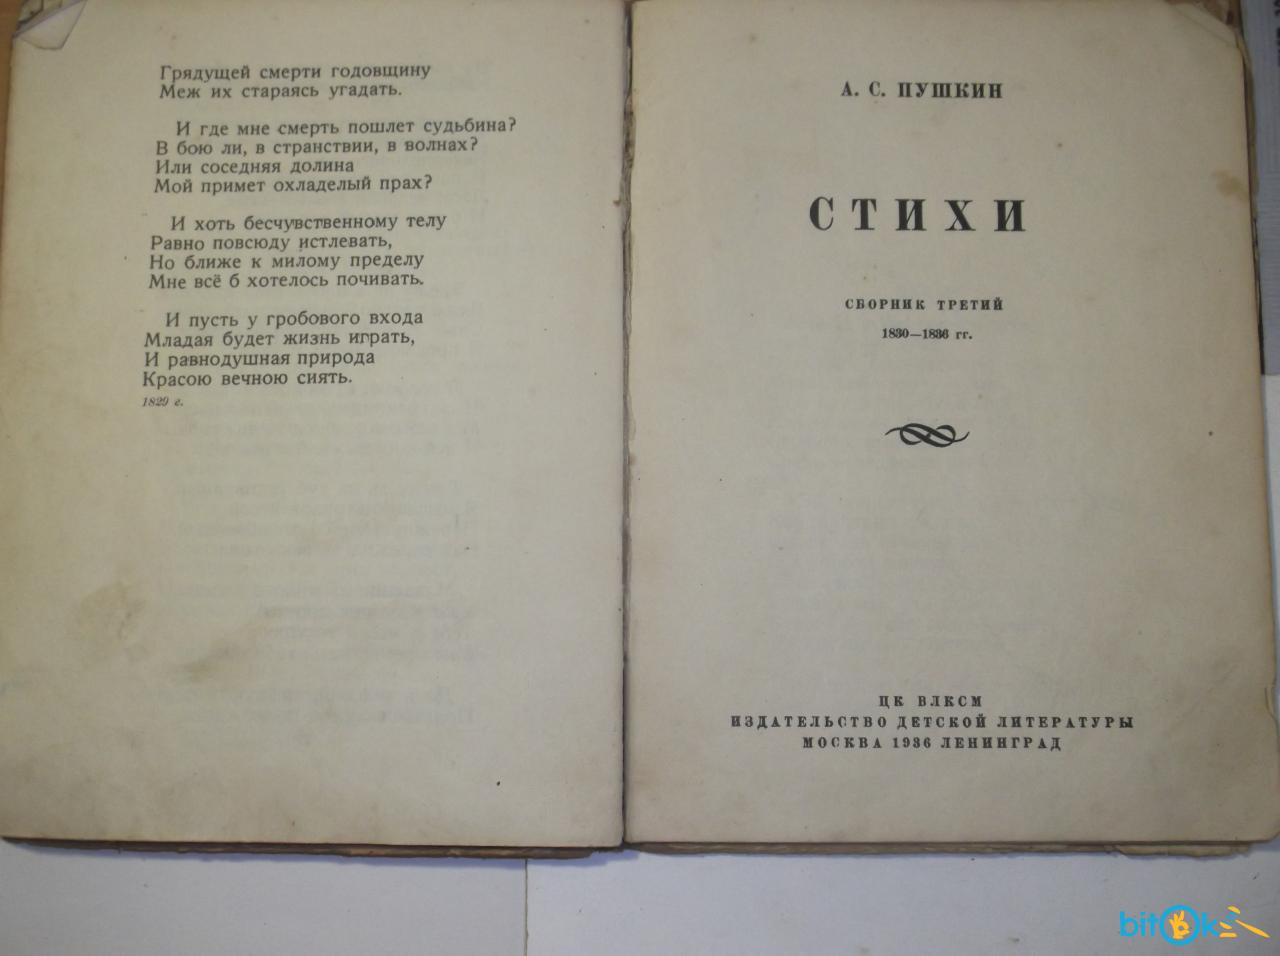 Грядущей смерти годовщину
Меж их стараясь угадать.
И где мне смерть пошлет судьбина?
В бою ли, в странствии, в волнах?
Или соседняя долина
Мой примет охладелый прах?
И хоть бесчувственному телу
Равно повсюду истлевать,
Но ближе к милому пределу
Мне всё б хотелось почивать.
И пусть у гробового входа
Младая будет жизнь играть,
И равнодушная природа
Красою вечною сиять.
1829 г.
А. С. ПУШКИН
СТИХИ
СБОРНИК ТРЕТИЙ
1830—1836 гг.
ЦК ВЛКСМ
ИЗДАТЕЛЬСТВО ДЕТСКОЙ ЛИТЕРАТУРЫ
МОСКВА 1936 ЛЕНИНГРАД
bitOk